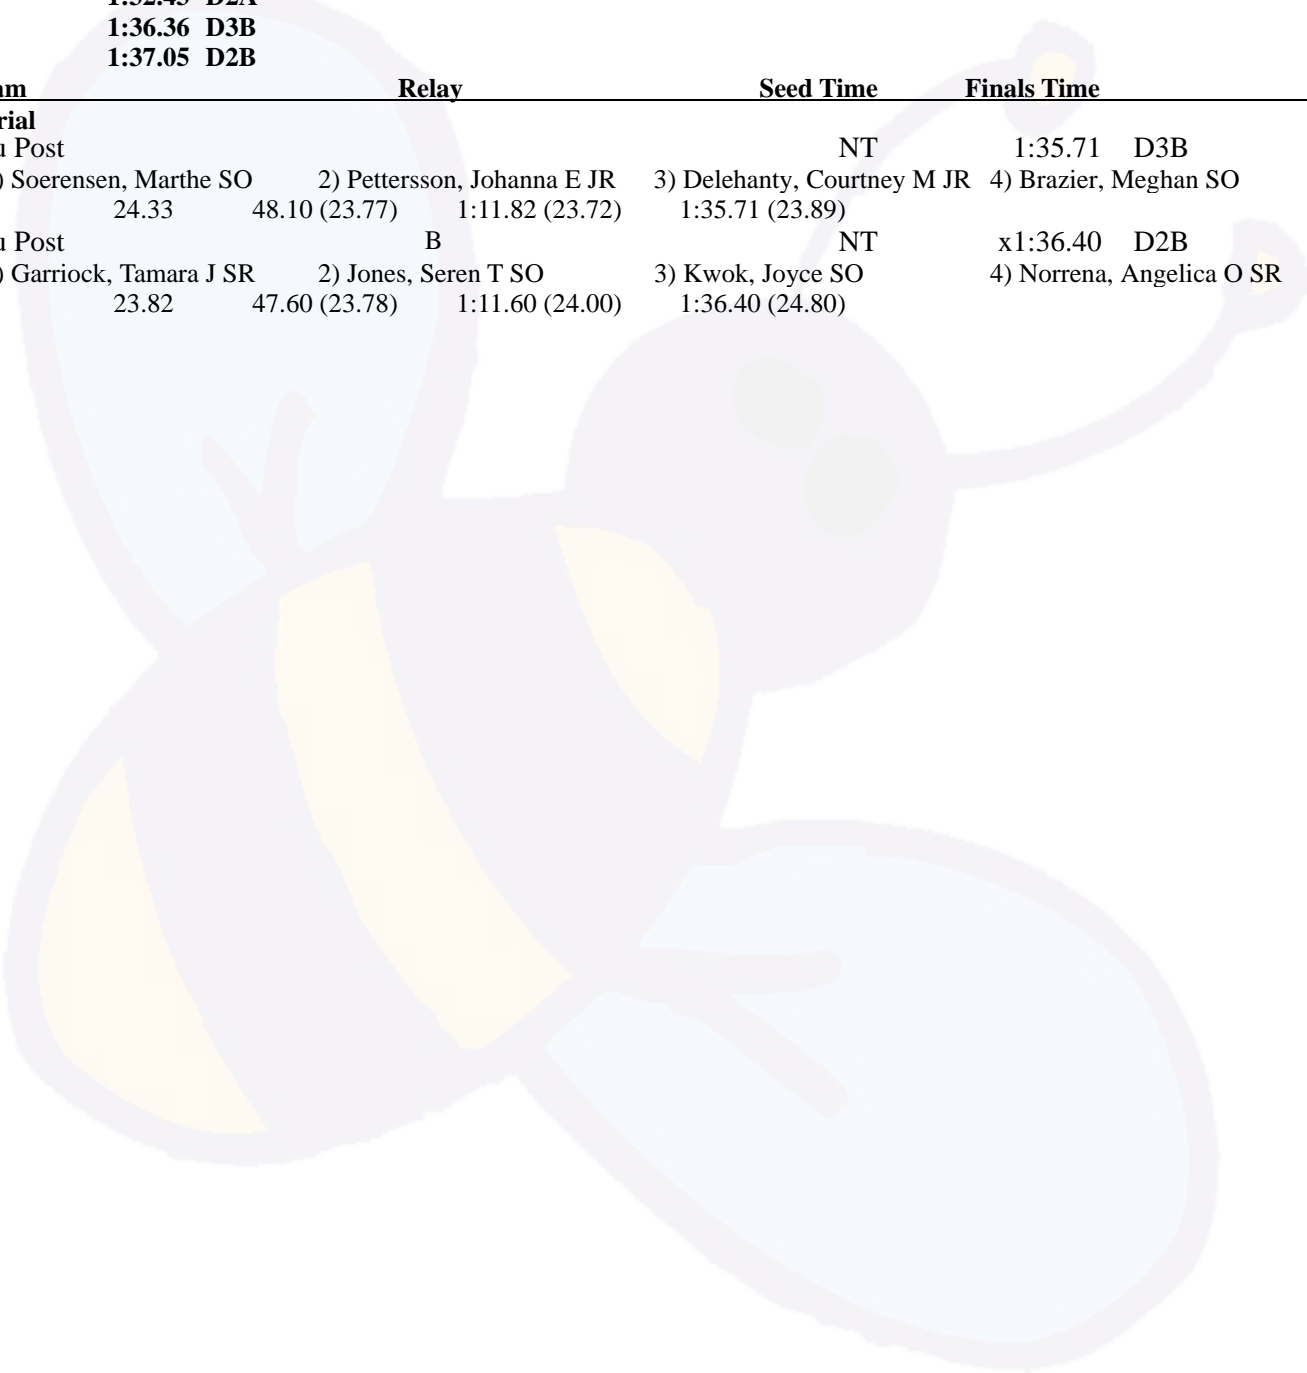 D2A
1:36.36 D3B
1:37.05 D2B
Relay Seed Time Finals Time
Post NT 1:35.71 D3B
) Soerensen, Marthe SO 2) Pettersson, Johanna E JR 3) Delehanty, Courtney M JR 4) Brazier, Meghan SO
24.33 48.10 (23.77) 1:11.82 (23.72) 1:35.71 (23.89)
Post B NT x1:36.40 D2B
) Garriock, Tamara J SR 2) Jones, Seren T SO 3) Kwok, Joyce SO 4) Norrena, Angelica O SR
23.82 47.60 (23.78) 1:11.60 (24.00) 1:36.40 (24.80)